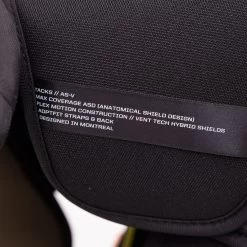 TACKS // AS-V
MAX COVERAGE ASD (ANATOMICAL SHIELD DESIGN)
FLEX MOTION CONSTRUCTION // VENT TECH HYBRID SHIELDS
ADPTFIT STRAPS & BACK
DESIGNED IN MONTREAL